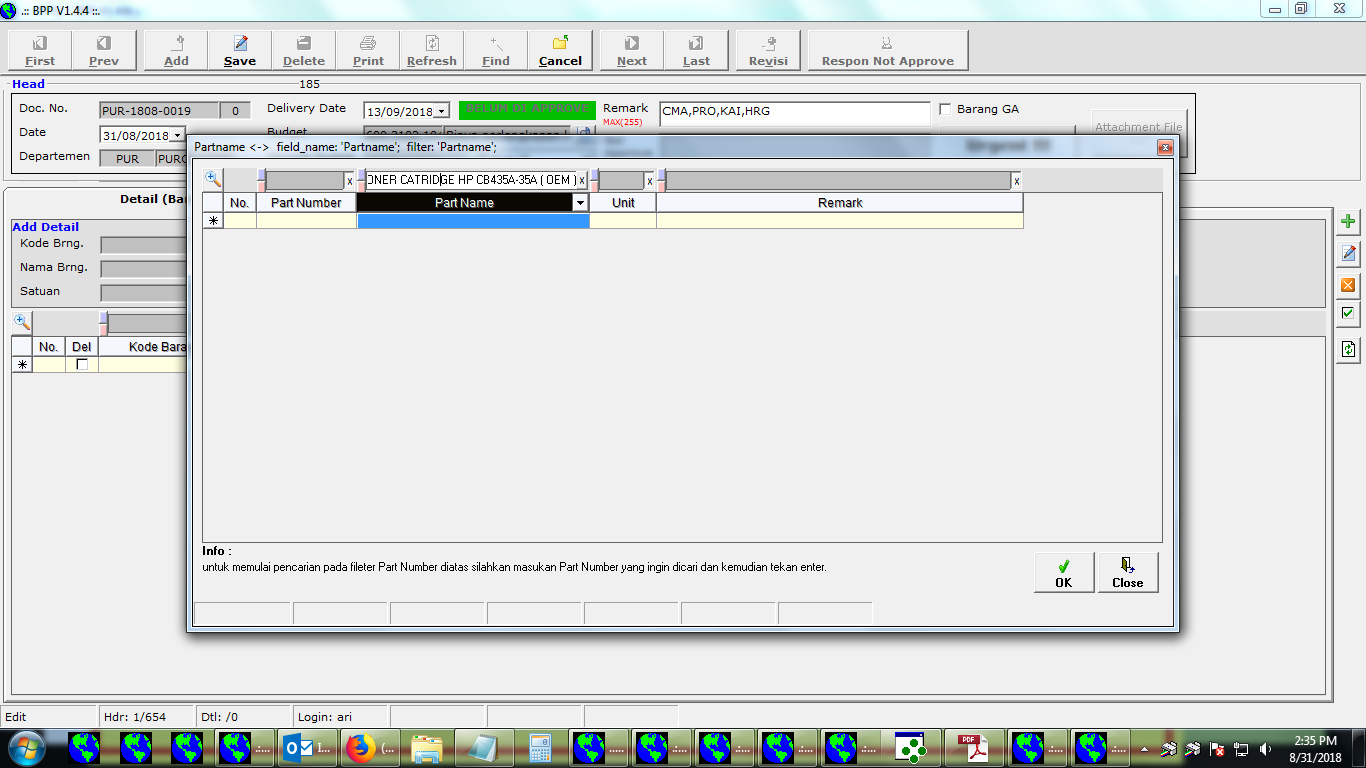 .:: BPP V1.4.4 ::.
First Prev Add Save Delete Print Refresh Find Cancel Next Last Revisi Respon Not Approve
Head 185
Doc. No. PUR-1808-0019 0 Delivery Date 13/09/2018 BELUM DI APPROVE Remark CMA,PRO,KAI,HRG Barang GA
MAX(255)
Attachment File
Date 31/08/2018 Budget
Departemen PUR
Partname <-> field_name: 'Partname'; filter: 'Partname';
x ONER CATRIDGE HP CB435A-35A ( OEM ) x x x
No. Part Number Part Name Unit Remark
Detail (Ba
Add Detail
Kode Brng.
Nama Brng.
Satuan
No. Del Kode Bara
Info :
untuk memulai pencarian pada fileter Part Number diatas silahkan masukan Part Number yang ingin dicari dan kemudian tekan enter.
OK Close
Edit Hdr: 1/654 Dtl: /0 Login: ari
.:... I... (... ..... .:... .:... .:... .:... PDF .:... .:...
2:35 PM
8/31/2018